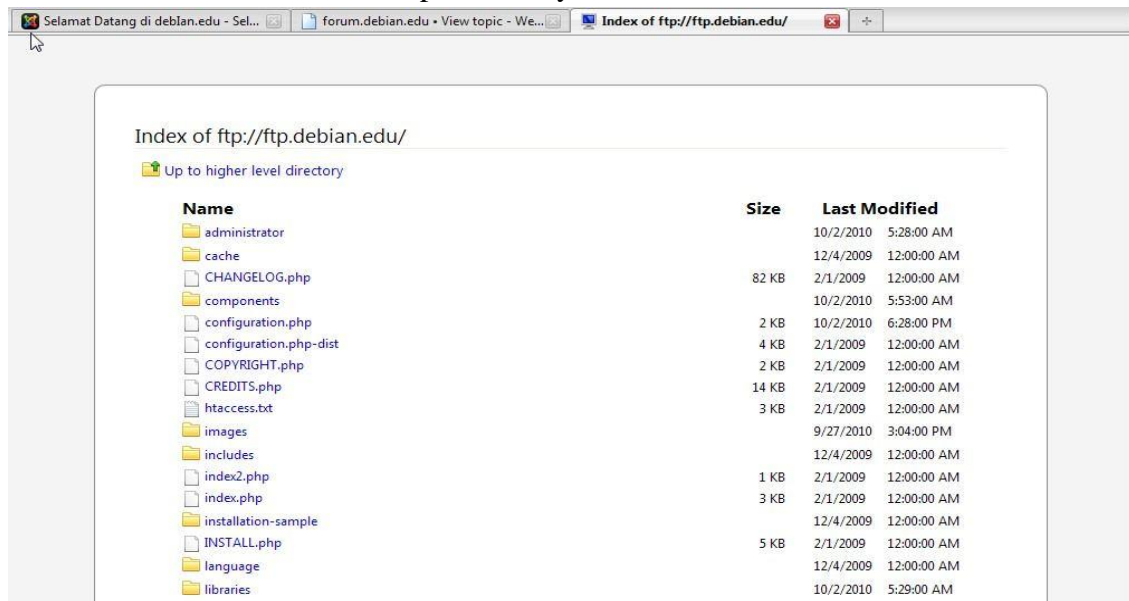 Selamat Datang di debIan.edu - Sel... forum.debian.edu • View topic - We... Index of ftp://ftp.debian.edu/
Index of ftp://ftp.debian.edu/
Up to higher level directory
Name Size Last Modified
administrator 10/2/2010 5:28:00 AM
cache 12/4/2009 12:00:00 AM
CHANGELOG.php 82 KB 2/1/2009 12:00:00 AM
components 10/2/2010 5:53:00 AM
configuration.php 2 KB 10/2/2010 6:28:00 PM
configuration.php-dist 4 KB 2/1/2009 12:00:00 AM
COPYRIGHT.php 2 KB 2/1/2009 12:00:00 AM
CREDITS.php 14 KB 2/1/2009 12:00:00 AM
htaccess.txt 3 KB 2/1/2009 12:00:00 AM
images 9/27/2010 3:04:00 PM
includes 12/4/2009 12:00:00 AM
index2.php 1 KB 2/1/2009 12:00:00 AM
index.php 3 KB 2/1/2009 12:00:00 AM
installation-sample 12/4/2009 12:00:00 AM
INSTALL.php 5 KB 2/1/2009 12:00:00 AM
language 12/4/2009 12:00:00 AM
libraries 10/2/2010 5:29:00 AM